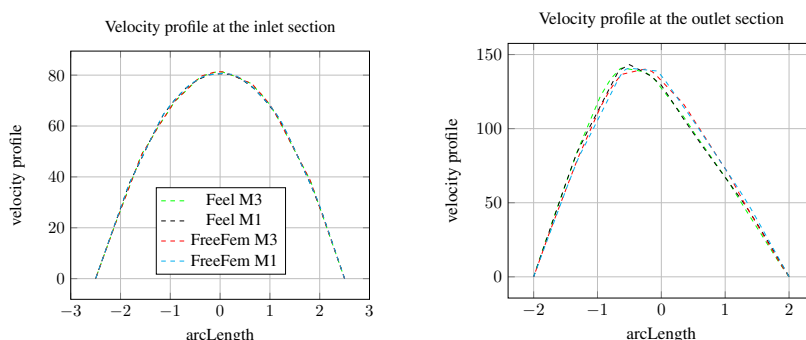 Velocity profile at the inlet section
velocity profile
80
60
40
20
0
Feel M3
Feel M1
FreeFem M3
FreeFem M1
−3 −2 −1 0 1 2 3
arcLength
Velocity profile at the outlet section
velocity profile
150
100
50
0
−2 −1 0 1 2
arcLength